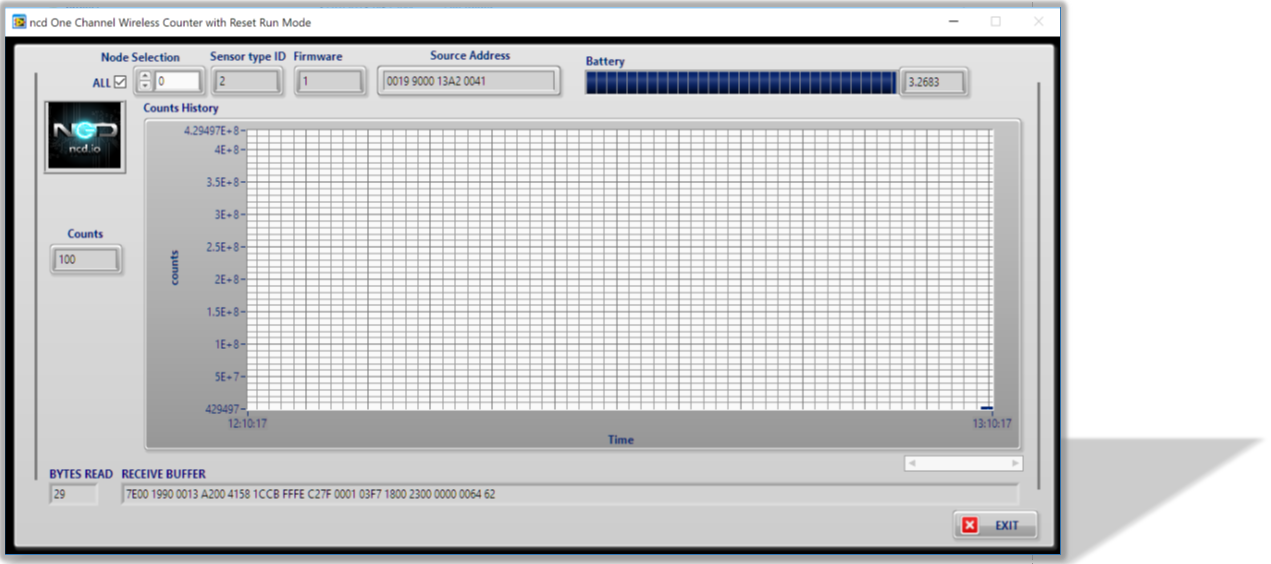 ncd One Channel Wireless Counter with Reset Run Mode
Node Selection Sensor type ID Firmware Source Address Battery
ALL 0 2 1 0019 9000 13A2 0041 3.2683
NCD
ncd.io
Counts History
4.29497E+8
4E+8
3.5E+8
3E+8
Counts
2.5E+8
100
counts
2E+8
1.5E+8
1E+8
5E+7
429497
12:10:17 13:10:17
Time
BYTES READ RECEIVE BUFFER
29 7E00 1990 0013 A200 4158 1CCB FFFE C27F 0001 03F7 1800 2300 0000 0064 62
EXIT